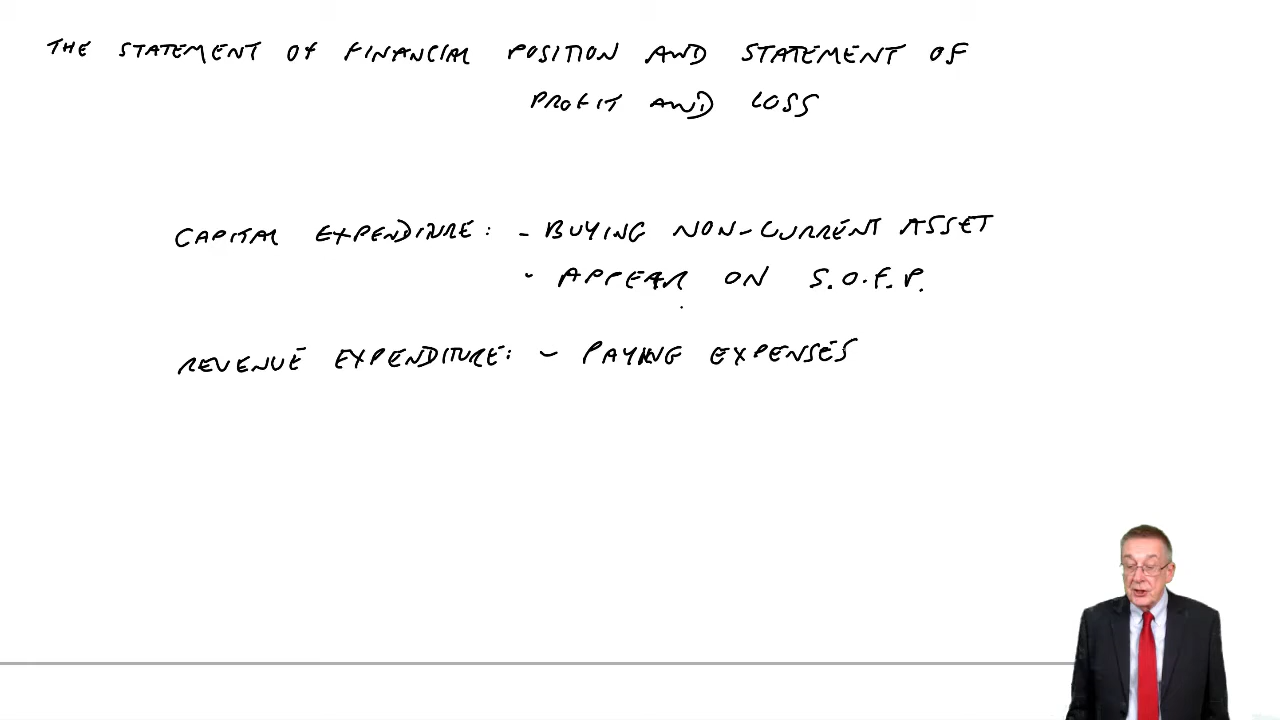 THE STATEMENT OF FINANCIAL POSITION AND STATEMENT OF
PROFIT AND LOSS
CAPITAL EXPENDITURE: - BUYING NON-CURRENT ASSET
- APPEAR ON S.O.F.P.
REVENUE EXPENDITURE: - PAYING EXPENSES